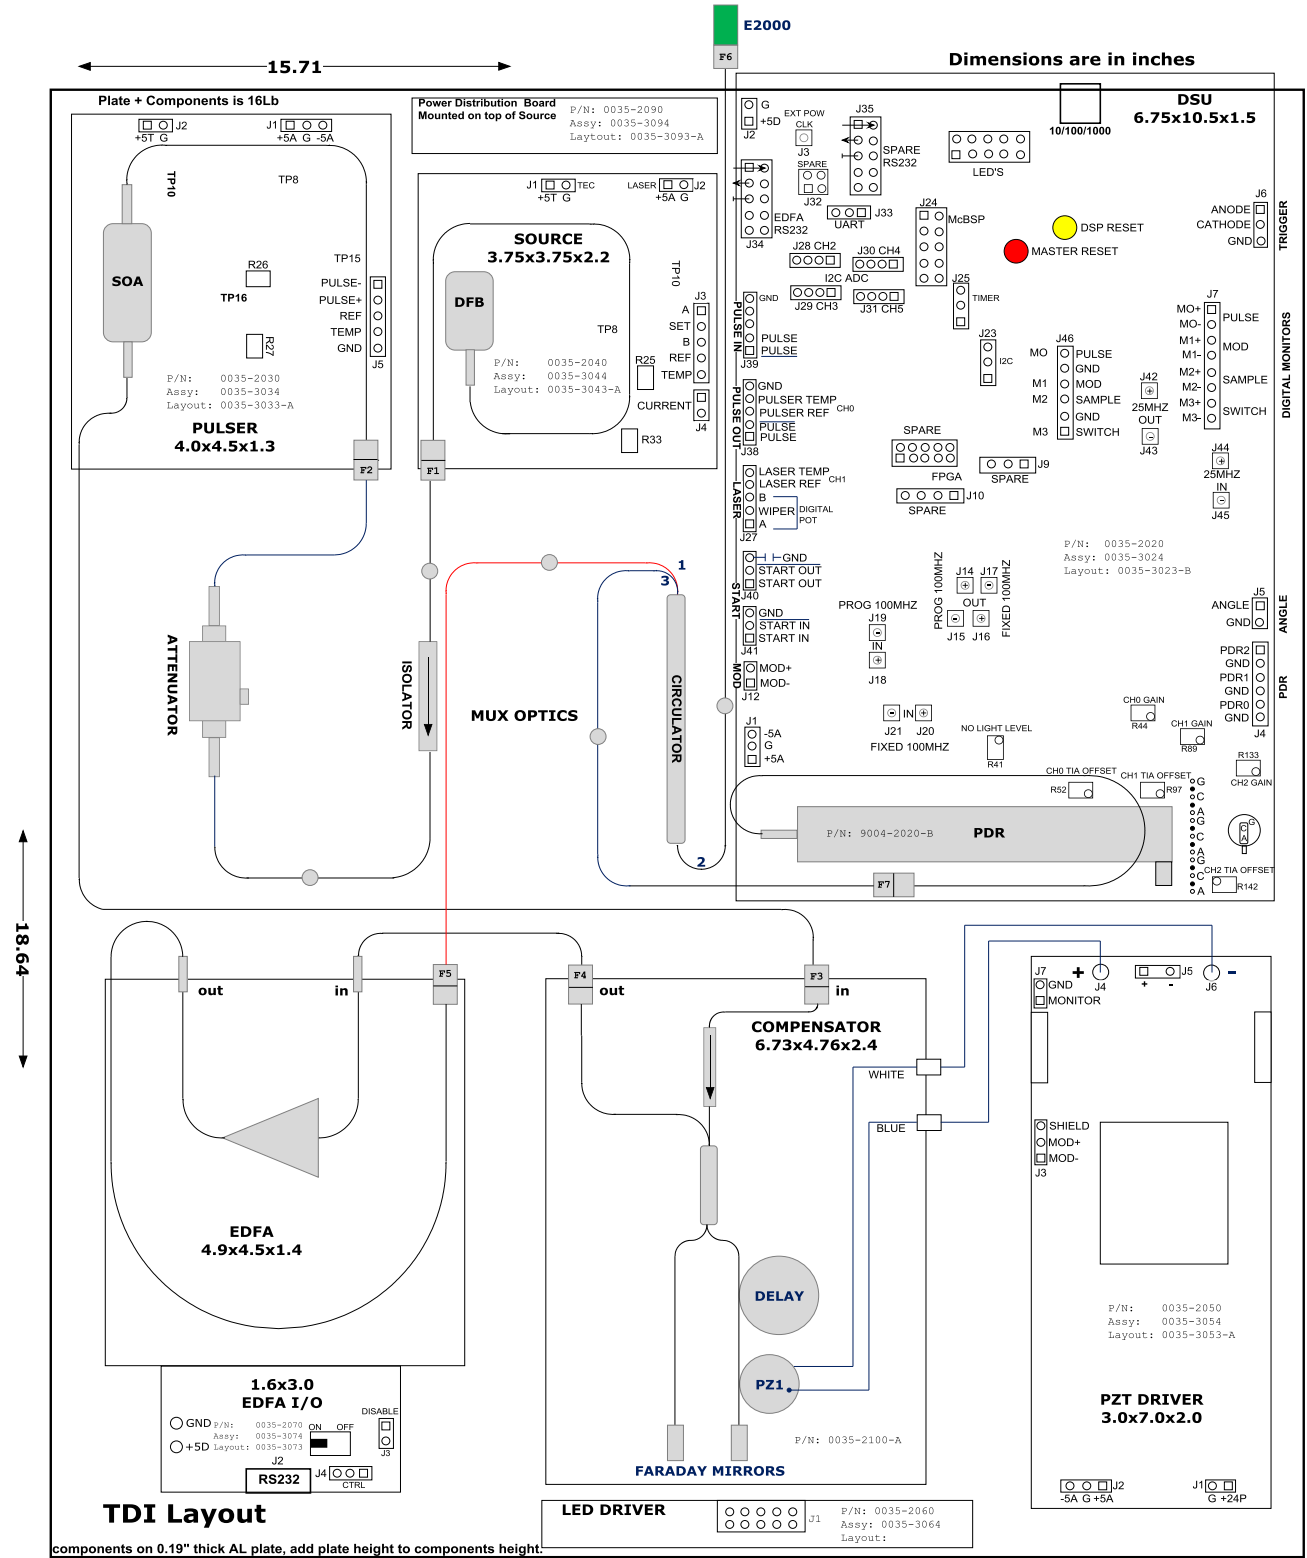 E2000
F6
15.71
Dimensions are in inches
Plate + Components is 16Lb
J2
+5T G
J1
+5A G -5A
TP10
TP8
SOA
R26
TP16
R27
TP15
PULSE-
PULSE+
REF
TEMP
GND
J5
P/N: 0035-2030
Assy: 0035-3034
Layout: 0035-3033-A
PULSER
4.0x4.5x1.3
F2
Power Distribution Board
Mounted on top of Source
P/N: 0035-2090
Assy: 0035-3094
Laytout: 0035-3093-A
J1 TEC
+5T G
LASER J2
+5A G
SOURCE
3.75x3.75x2.2
DFB
TP10
TP8
J3
A
SET
B
REF
TEMP
R25
P/N: 0035-2040
Assy: 0035-3044
Layout: 0035-3043-A
CURRENT
J4
R33
F1
DSU
6.75x10.5x1.5
10/100/1000
G
+5D
J2
EXT POW
CLK
J3
J35
SPARE
RS232
SPARE
J32
LED'S
EDFA
RS232
J34
J33
UART
J24
McBSP
J28 CH2
J30 CH4
I2C ADC
J29 CH3
J31 CH5
J25
TIMER
DSP RESET
MASTER RESET
J6
ANODE
CATHODE
GND
TRIGGER
PULSE IN
GND
PULSE
PULSE
J39
J23
I2C
J46
MO PULSE
GND
M1 MOD
M2 SAMPLE
GND
M3 SWITCH
J42
25MHZ
OUT
J43
J7
MO+
MO-
PULSE
M1+
M1-
MOD
M2+
M2-
SAMPLE
M3+
M3-
SWITCH
DIGITAL MONITORS
J44
25MHZ
IN
J45
PULSE OUT
GND
PULSER TEMP
PULSER REF
CH0
PULSE
PULSE
J38
SPARE
FPGA
J9
SPARE
J10
SPARE
LASER
LASER TEMP
LASER REF
CH1
B
WIPER
A
DIGITAL
POT
J27
P/N: 0035-2020
Assy: 0035-3024
Layout: 0035-3023-B
START
GND
START OUT
START OUT
J40
GND
START IN
START IN
J41
MOD
MOD+
MOD-
J12
PROG 100MHZ
J19
IN
J18
PROG 100MHZ
J14 J17
OUT
J15 J16
FIXED 100MHZ
J5
ANGLE
GND
ANGLE
PDR2
GND
PDR1
GND
PDR0
GND
J4
PDR
J1
-5A
G
+5A
IN
J21 J20
FIXED 100MHZ
NO LIGHT LEVEL
R41
CH0 GAIN
R44
CH1 GAIN
R89
R133
CH2 GAIN
CH0 TIA OFFSET
R52
CH1 TIA OFFSET
R97
G
C
A
G
C
A
G
C
A
G
C
A
CH2 TIA OFFSET
R142
P/N: 9004-2020-B
PDR
F7
ATTENUATOR
ISOLATOR
MUX OPTICS
CIRCULATOR
1
3
2
18.64
out
in
F5
EDFA
4.9x4.5x1.4
1.6x3.0
EDFA I/O
GND
+5D
P/N: 0035-2070
Assy: 0035-3074
Layout: 0035-3073
ON OFF
DISABLE
J3
J2
RS232
J4
CTRL
F4
out
F3
in
COMPENSATOR
6.73x4.76x2.4
WHITE
BLUE
DELAY
PZ1
P/N: 0035-2100-A
FARADAY MIRRORS
J7
GND
MONITOR
+
J4
J5
+ -
-
J6
SHIELD
MOD+
MOD-
J3
P/N: 0035-2050
Assy: 0035-3054
Layout: 0035-3053-A
PZT DRIVER
3.0x7.0x2.0
J2
-5A G +5A
J1
G +24P
TDI Layout
LED DRIVER
J1
P/N: 0035-2060
Assy: 0035-3064
Layout:
components on 0.19" thick AL plate, add plate height to components height.